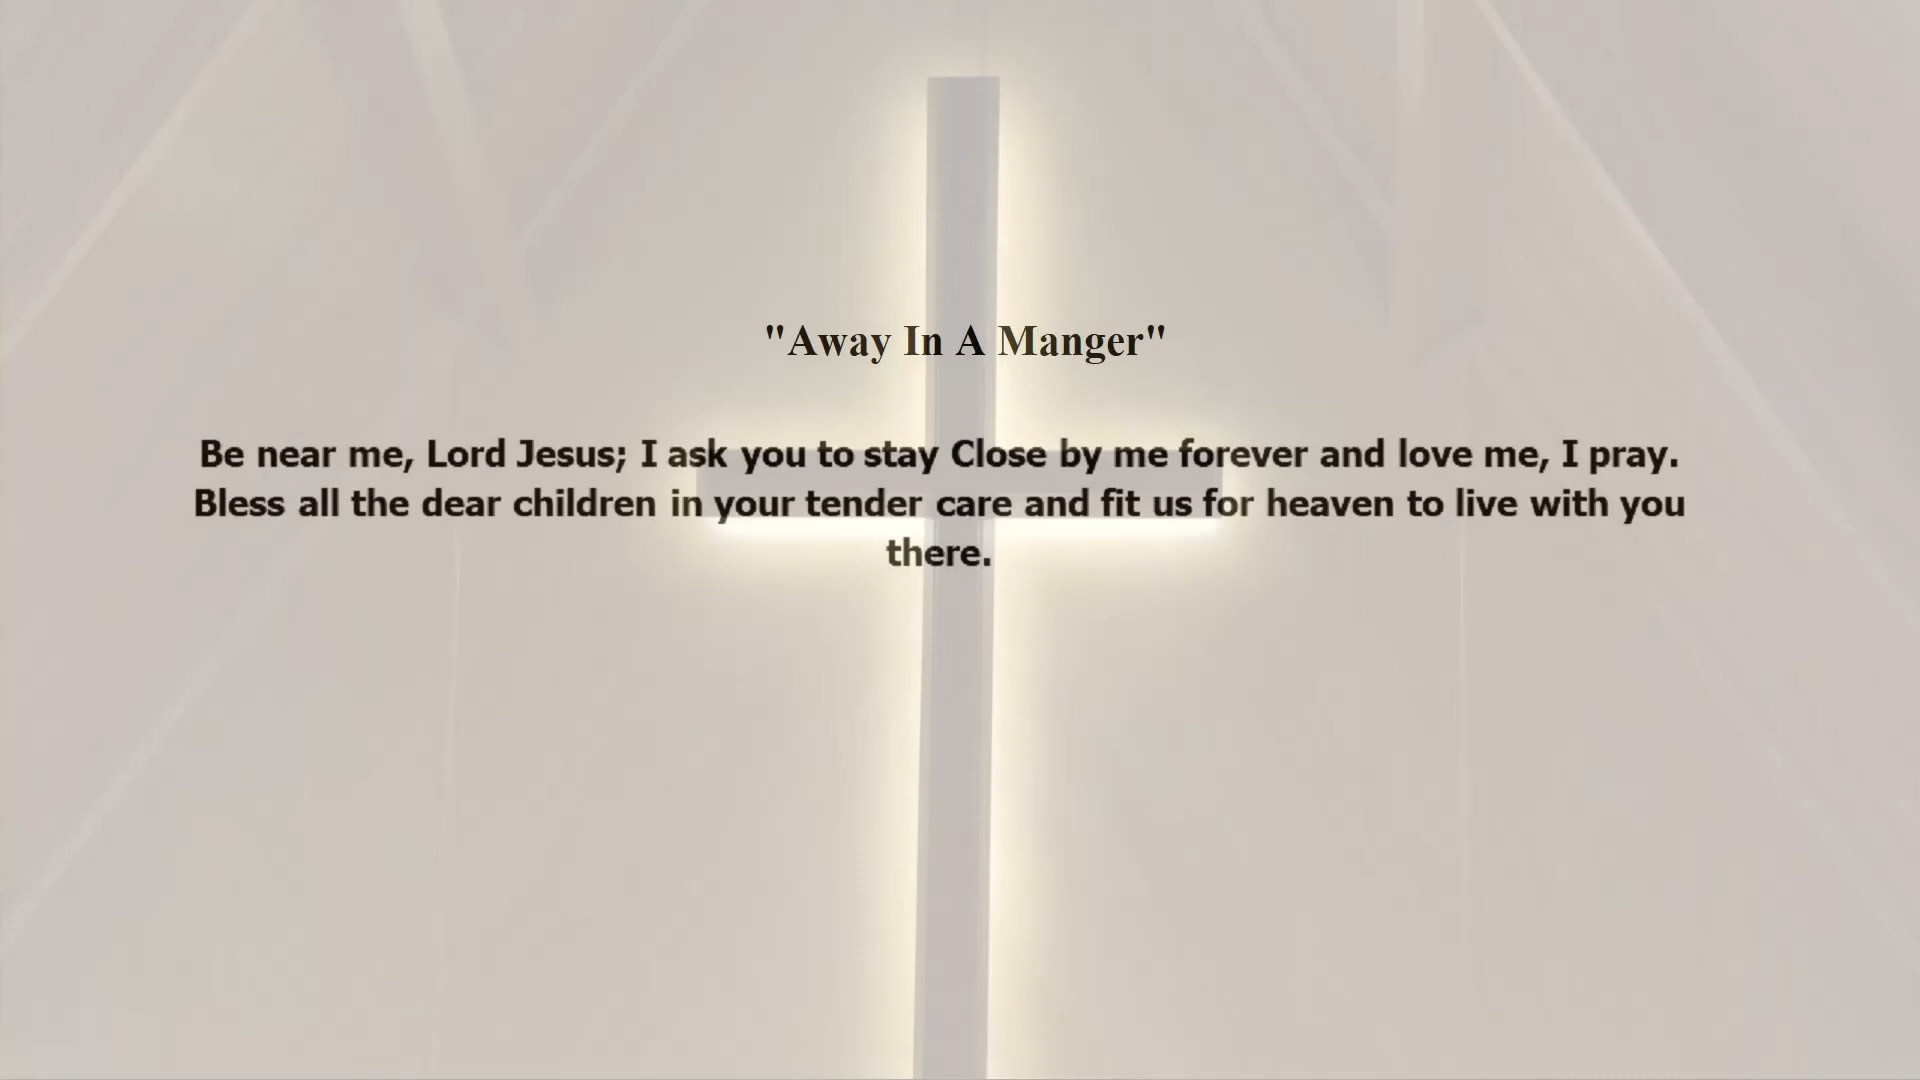 "Away In A Manger"
Be near me, Lord Jesus; I ask you to stay Close by me forever and love me, I pray.
Bless all the dear children in your tender care and fit us for heaven to live with you
there.